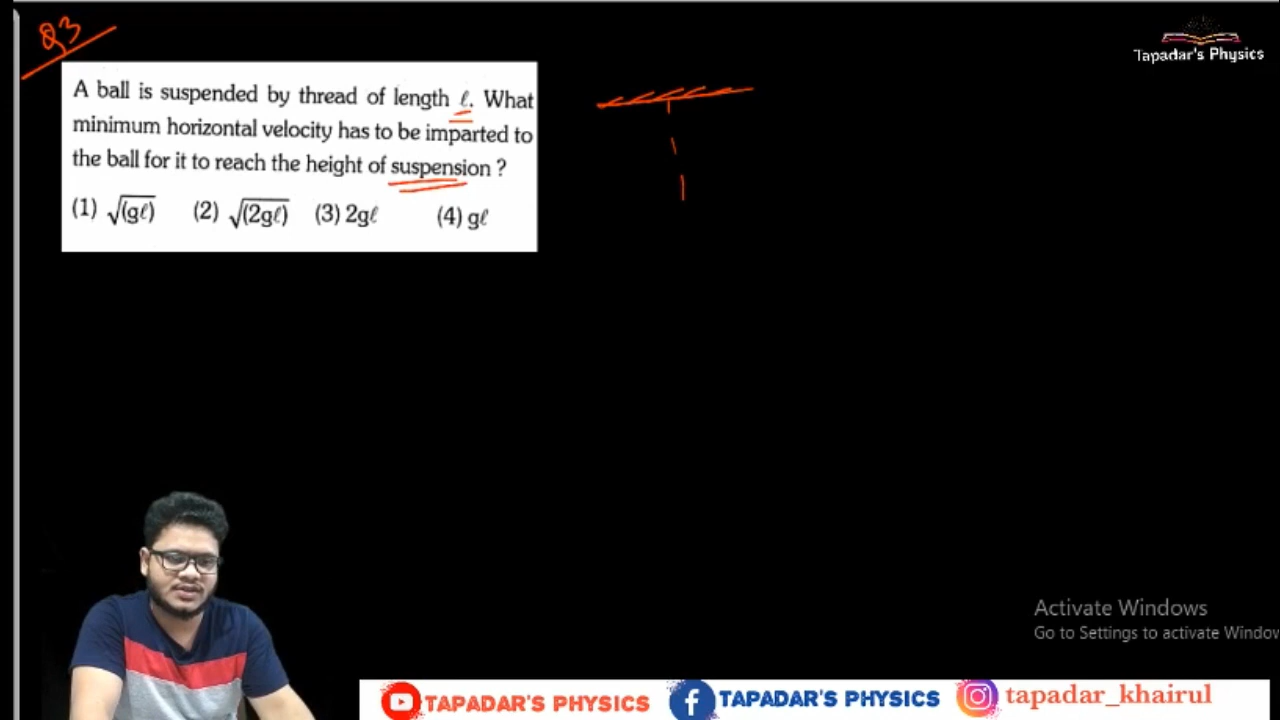 Q3
Tapadar's Physics
A ball is suspended by thread of length ℓ. What
minimum horizontal velocity has to be imparted to
the ball for it to reach the height of suspension ?
(1) √(gℓ) (2) √(2gℓ) (3) 2gℓ (4) gℓ
Activate Windows
Go to Settings to activate Window
TAPADAR'S PHYSICS TAPADAR'S PHYSICS tapadar_khairul